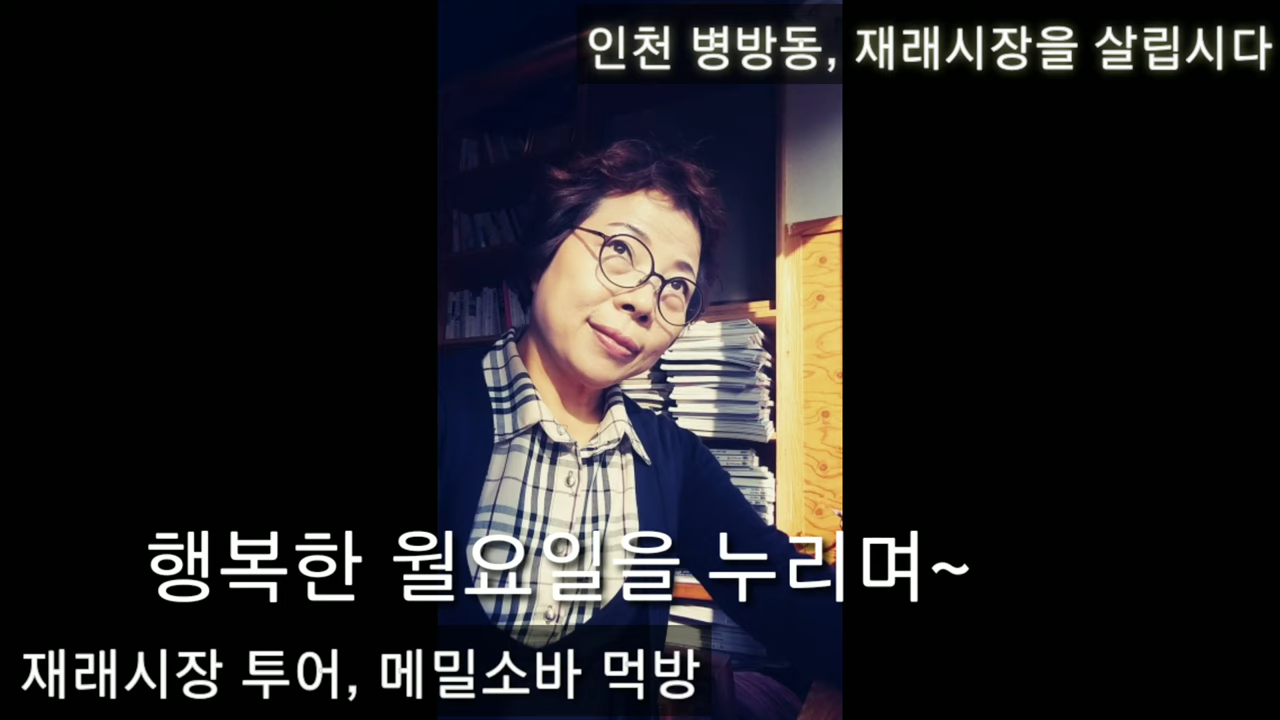 인천 병방동, 재래시장을 살립시다
행복한 월요일을 누리며~
재래시장 투어, 메밀소바 먹방